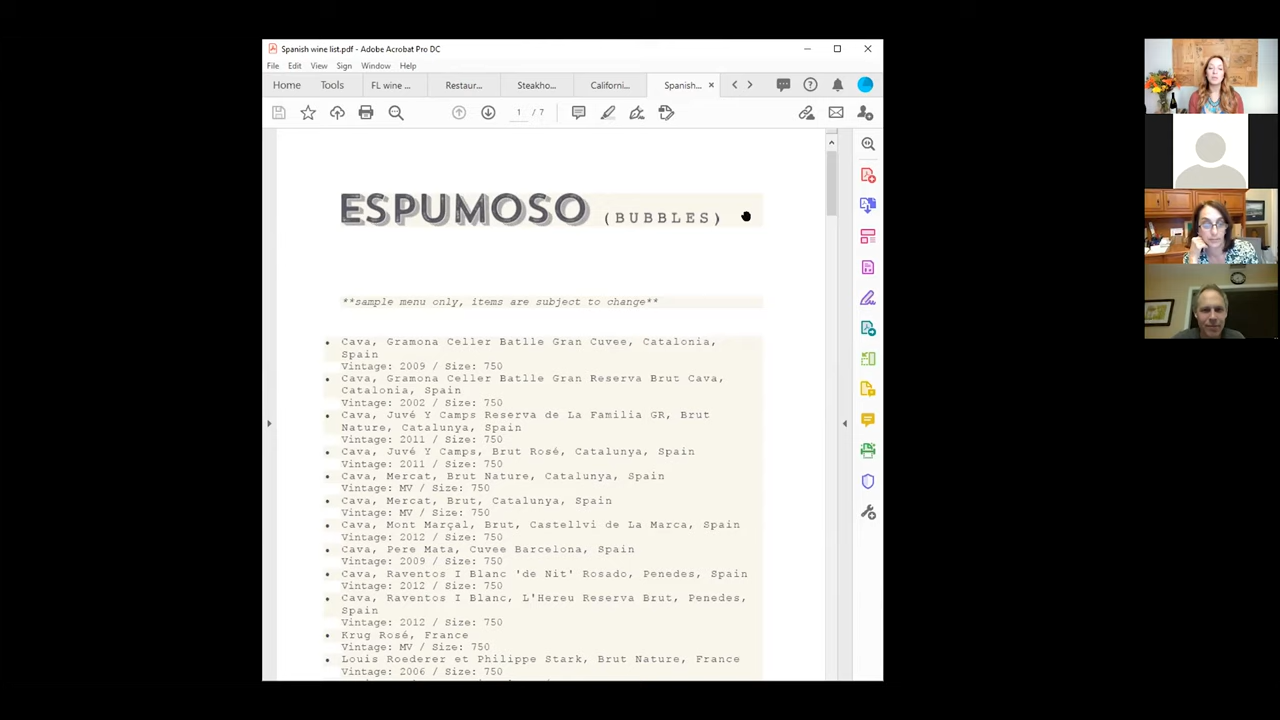 Spanish wine list.pdf - Adobe Acrobat Pro DC
File Edit View Sign Window Help
Home Tools FL wine ... Restaur... Steakho... Californi... Spanish...
1 / 7
ESPUMOSO (BUBBLES)
**sample menu only, items are subject to change**
• Cava, Gramona Celler Batlle Gran Cuvee, Catalonia,
Spain
Vintage: 2009 / Size: 750
• Cava, Gramona Celler Batlle Gran Reserva Brut Cava,
Catalonia, Spain
Vintage: 2002 / Size: 750
• Cava, Juvé Y Camps Reserva de La Familia GR, Brut
Nature, Catalunya, Spain
Vintage: 2011 / Size: 750
• Cava, Juvé Y Camps, Brut Rosé, Catalunya, Spain
Vintage: 2011 / Size: 750
• Cava, Mercat, Brut Nature, Catalunya, Spain
Vintage: MV / Size: 750
• Cava, Mercat, Brut, Catalunya, Spain
Vintage: MV / Size: 750
• Cava, Mont Marçal, Brut, Castellvi de La Marca, Spain
Vintage: 2012 / Size: 750
• Cava, Pere Mata, Cuvee Barcelona, Spain
Vintage: 2009 / Size: 750
• Cava, Raventos I Blanc 'de Nit' Rosado, Penedes, Spain
Vintage: 2012 / Size: 750
• Cava, Raventos I Blanc, L'Hereu Reserva Brut, Penedes,
Spain
Vintage: 2012 / Size: 750
• Krug Rosé, France
Vintage: MV / Size: 750
• Louis Roederer et Philippe Stark, Brut Nature, France
Vintage: 2006 / Size: 750